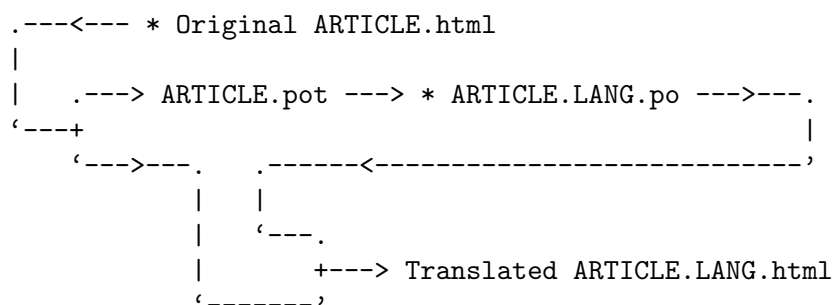 .---<--- * Original ARTICLE.html
|
|   .---> ARTICLE.pot ---> * ARTICLE.LANG.po --->---.
‘---+                                               |
    ‘--->---.   .------<----------------------------’
            |   |
            |   ‘---.
            |       +---> Translated ARTICLE.LANG.html
            ‘-------’